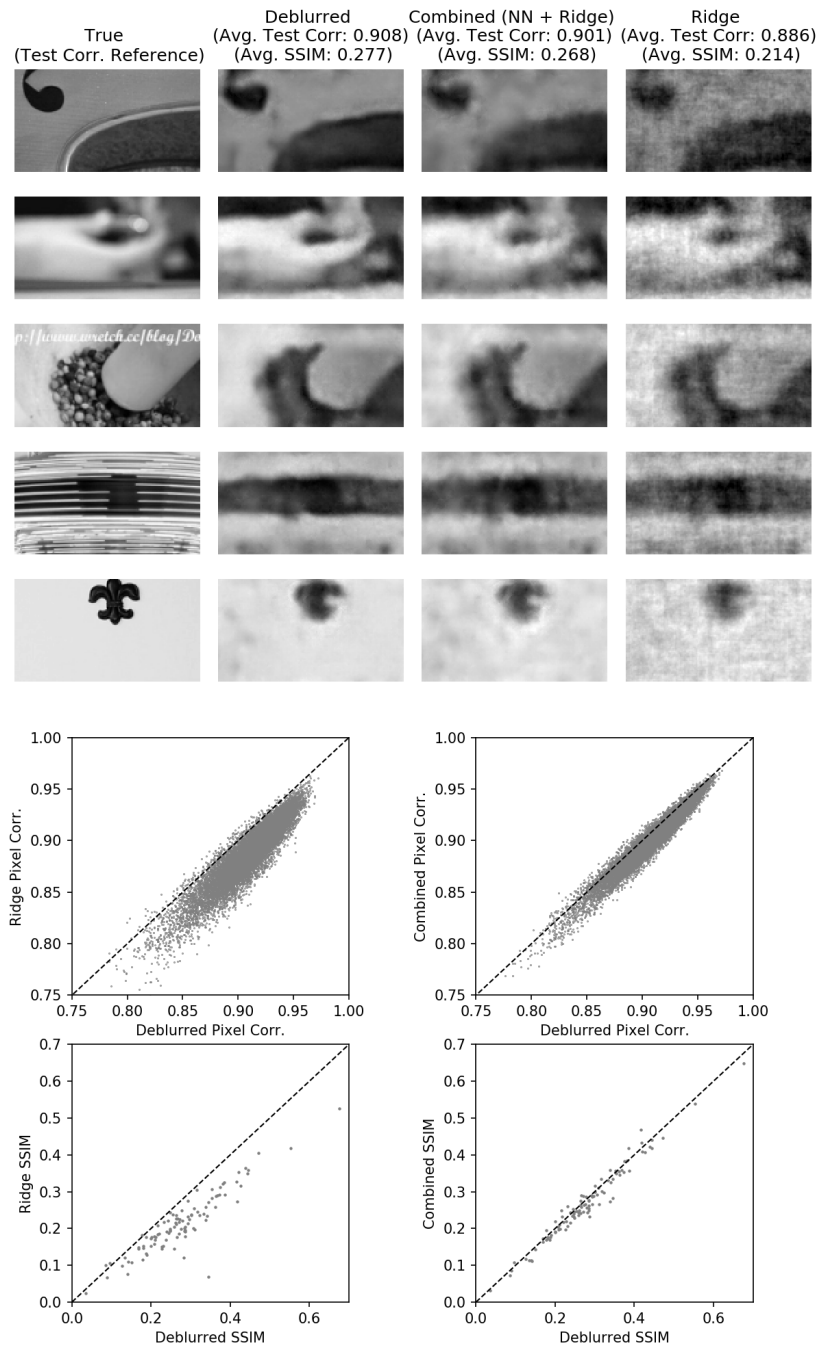 True
(Test Corr. Reference)
Deblurred
(Avg. Test Corr: 0.908)
(Avg. SSIM: 0.277)
Combined (NN + Ridge)
(Avg. Test Corr: 0.901)
(Avg. SSIM: 0.268)
Ridge
(Avg. Test Corr: 0.886)
(Avg. SSIM: 0.214)
p://www.wretch.cc/blog/Do
1.00
0.95
0.90
0.85
0.80
0.75
Ridge Pixel Corr.
0.75 0.80 0.85 0.90 0.95 1.00
Deblurred Pixel Corr.
1.00
0.95
0.90
0.85
0.80
0.75
Combined Pixel Corr.
0.75 0.80 0.85 0.90 0.95 1.00
Deblurred Pixel Corr.
0.7
0.6
0.5
0.4
0.3
0.2
0.1
0.0
Ridge SSIM
0.0 0.2 0.4 0.6
Deblurred SSIM
0.7
0.6
0.5
0.4
0.3
0.2
0.1
0.0
Combined SSIM
0.0 0.2 0.4 0.6
Deblurred SSIM